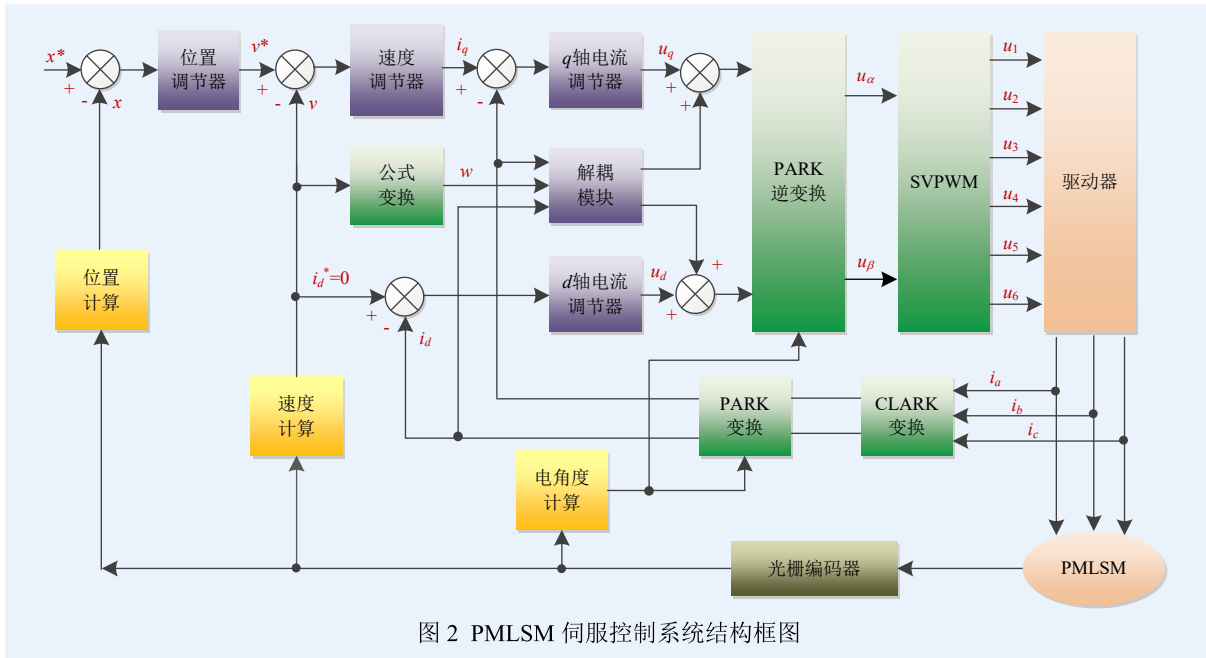 x*
+
-
x
位置
调节器
v*
+
-
v
速度
调节器
iq
+
-
q轴电流
调节器
uq
+
+
PARK
逆变换
uα
uβ
SVPWM
u1
u2
u3
u4
u5
u6
驱动器
公式
变换
w
解耦
模块
位置
计算
id*=0
+
-
id
d轴电流
调节器
ud
+
+
速度
计算
PARK
变换
CLARK
变换
ia
ib
ic
电角度
计算
光栅编码器
PMLSM
图 2 PMLSM 伺服控制系统结构框图